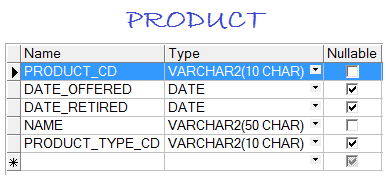 PRODUCT
Name Type Nullable
PRODUCT_CD VARCHAR2(10 CHAR)
DATE_OFFERED DATE
DATE_RETIRED DATE
NAME VARCHAR2(50 CHAR)
PRODUCT_TYPE_CD VARCHAR2(10 CHAR)